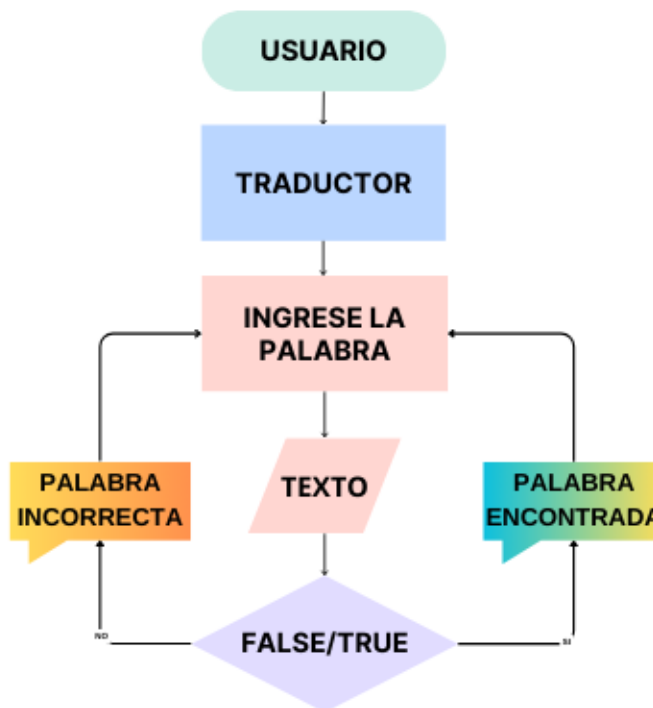 USUARIO
TRADUCTOR
INGRESE LA
PALABRA
TEXTO
PALABRA
INCORRECTA
PALABRA
ENCONTRADA
FALSE/TRUE
NO
SI